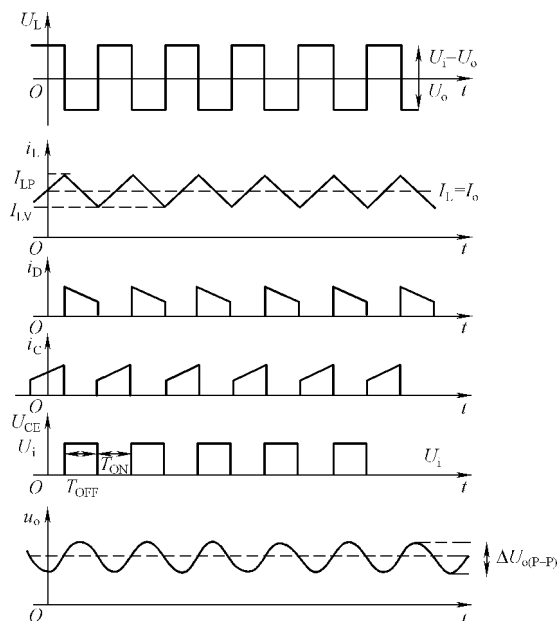 U_L
U_i−U_o
O
U_o
t
i_L
I_LP
I_L=I_o
I_LV
O
t
i_D
O
t
i_C
O
t
U_CE
U_i
T_ON
U_i
O
T_OFF
t
u_o
ΔU_o(P−P)
O
t